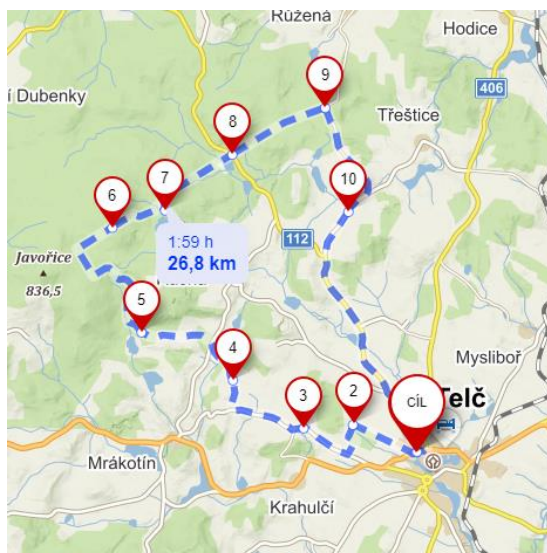 Růžená
Hodice
í Dubenky
9
406
Třeštice
8
7
6
10
1:59 h
26,8 km
112
Javořice
836,5
5
4
Mysliboř
3
2
CÍL
Telč
Mrákotín
Krahulčí